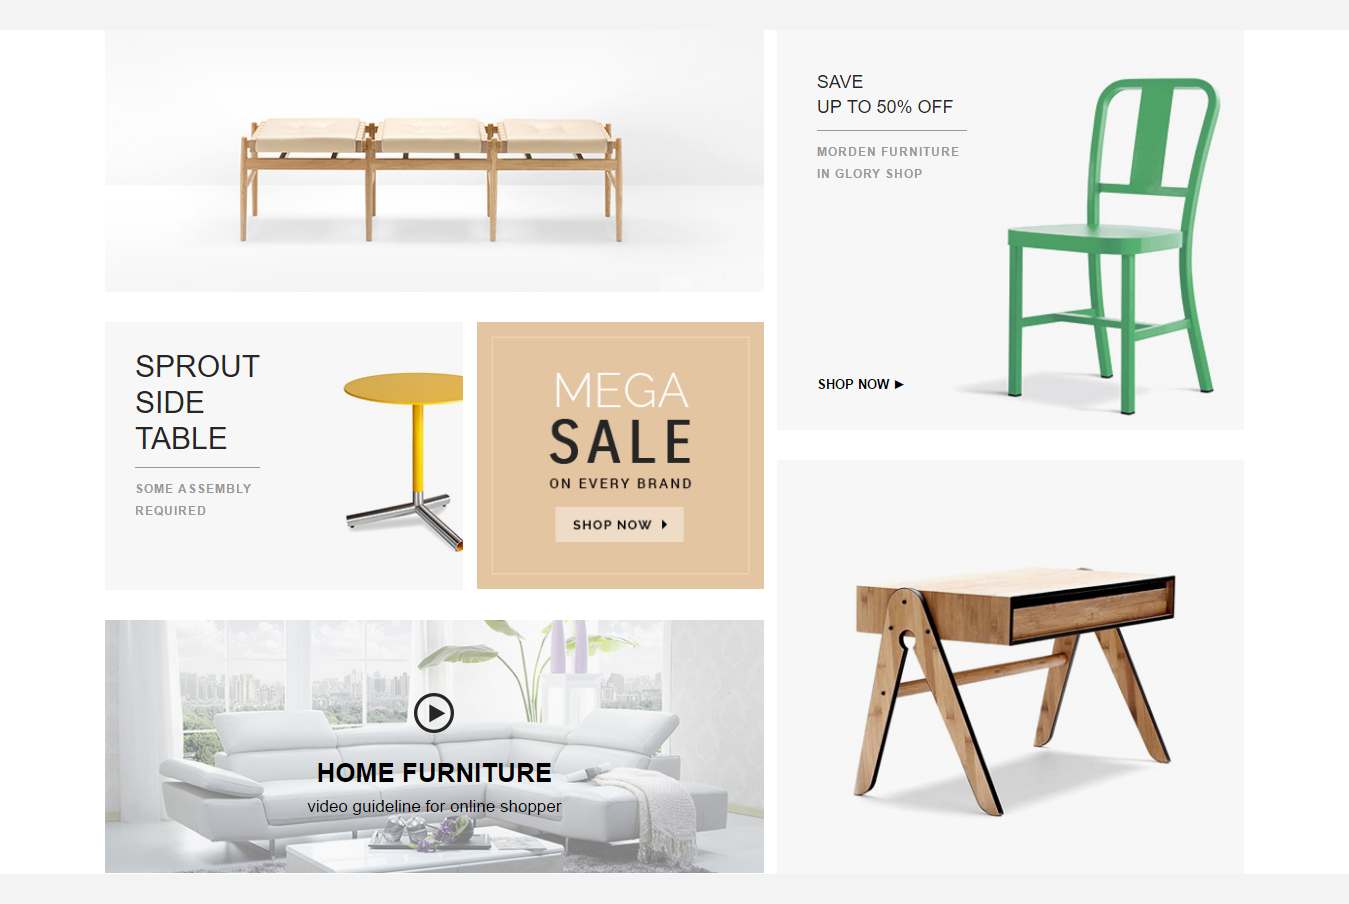 SAVE
UP TO 50% OFF
MORDEN FURNITURE
IN GLORY SHOP
SHOP NOW ▶
SPROUT
SIDE
TABLE
SOME ASSEMBLY
REQUIRED
MEGA
SALE
ON EVERY BRAND
SHOP NOW
HOME FURNITURE
video guideline for online shopper